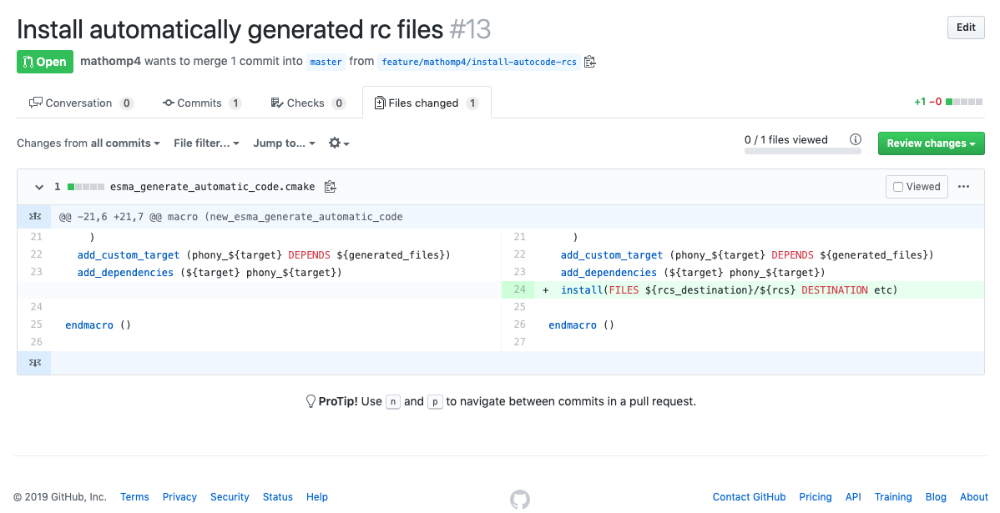 Install automatically generated rc files #13
Edit
Open mathomp4 wants to merge 1 commit into master from feature/mathomp4/install-autocode-rcs
Conversation 0 Commits 1 Checks 0 Files changed 1
+1 −0
Changes from all commits File filter... Jump to...
0 / 1 files viewed
Review changes
1 esma_generate_automatic_code.cmake
Viewed ...
@@ -21,6 +21,7 @@ macro (new_esma_generate_automatic_code
21 ) 21 )
22 add_custom_target (phony_${target} DEPENDS ${generated_files}) 22 add_custom_target (phony_${target} DEPENDS ${generated_files})
23 add_dependencies (${target} phony_${target}) 23 add_dependencies (${target} phony_${target})
24 + install(FILES ${rcs_destination}/${rcs} DESTINATION etc)
24 25
25 endmacro () 26 endmacro ()
26 27
ProTip! Use n and p to navigate between commits in a pull request.
© 2019 GitHub, Inc. Terms Privacy Security Status Help
Contact GitHub Pricing API Training Blog About